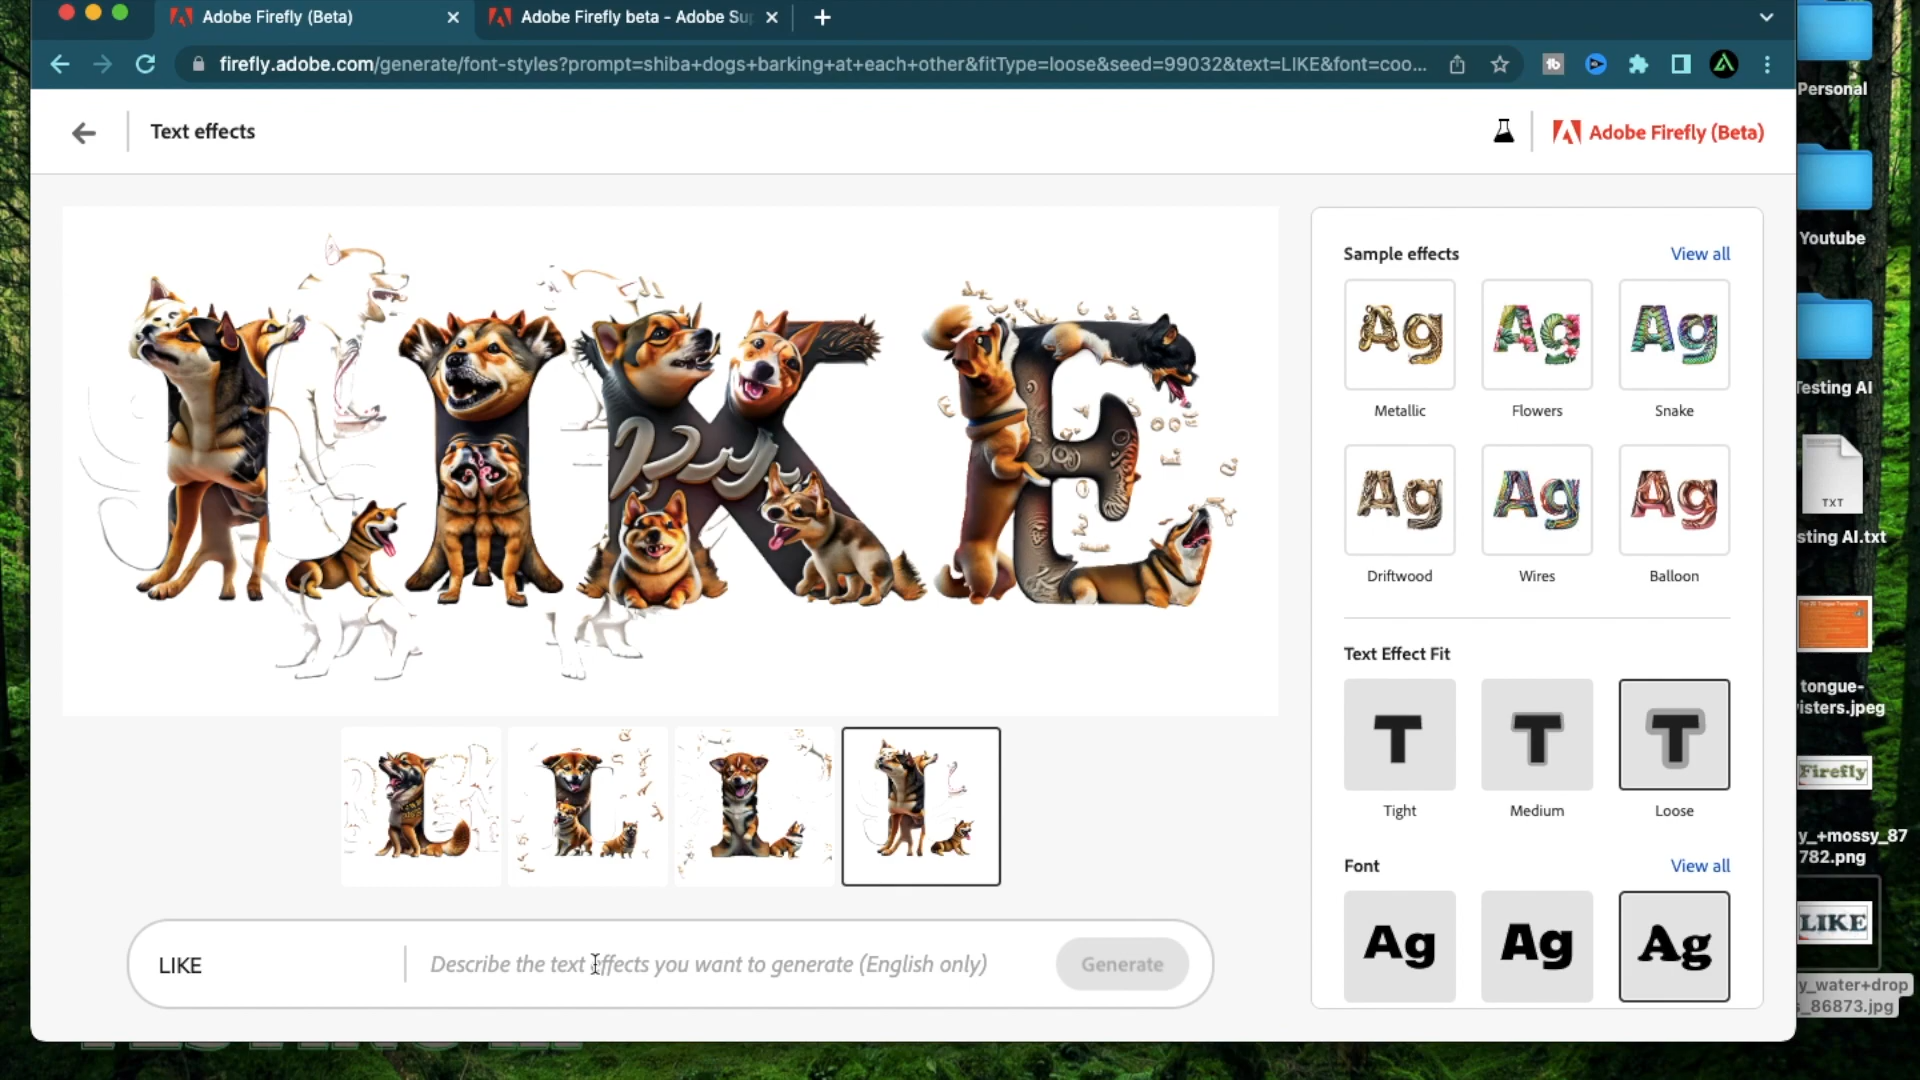 Adobe Firefly (Beta)
Adobe Firefly beta - Adobe Su
firefly.adobe.com/generate/font-styles?prompt=shiba+dogs+barking+at+each+other&fitType=loose&seed=99032&text=LIKE&font=coo...
tb
Text effects
Adobe Firefly (Beta)
LIKE
Sample effects
View all
Ag Ag Ag
Metallic Flowers Snake
Ag Ag Ag
Driftwood Wires Balloon
Text Effect Fit
T T T
Tight Medium Loose
Font
View all
Ag Ag Ag
L L L L
LIKE
Describe the text effects you want to generate (English only)
Generate
Personal
Youtube
Testing AI
TXT
sting AI.txt
tongue-
isters.jpeg
Firefly
y_+mossy_87
782.png
LIKE
y_water+drop
s_86873.jpg